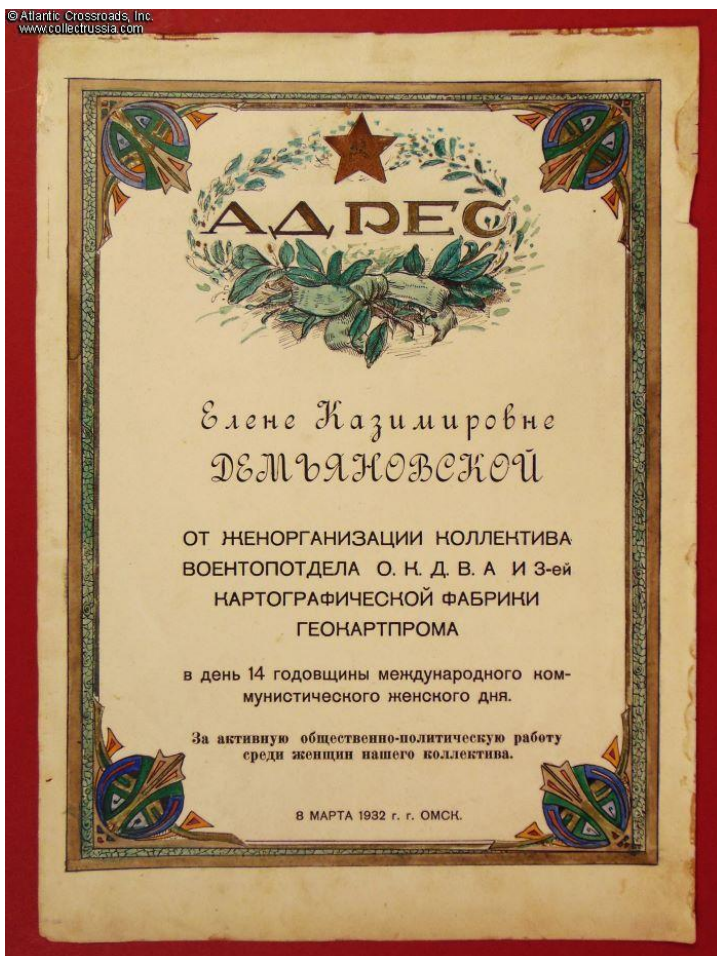 © Atlantic Crossroads, Inc.
www.collectrussia.com
АДРЕС
Елене Казимировне
ДЕМЬЯНОВСКОЙ
ОТ ЖЕНОРГАНИЗАЦИИ КОЛЛЕКТИВА
ВОЕНТОПОТДЕЛА О. К. Д. В. А И 3-ей
КАРТОГРАФИЧЕСКОЙ ФАБРИКИ
ГЕОКАРТПРОМА
в день 14 годовщины международного ком-
мунистического женского дня.
За активную общественно-политическую работу
среди женщин нашего коллектива.
8 МАРТА 1932 г. г. ОМСК.